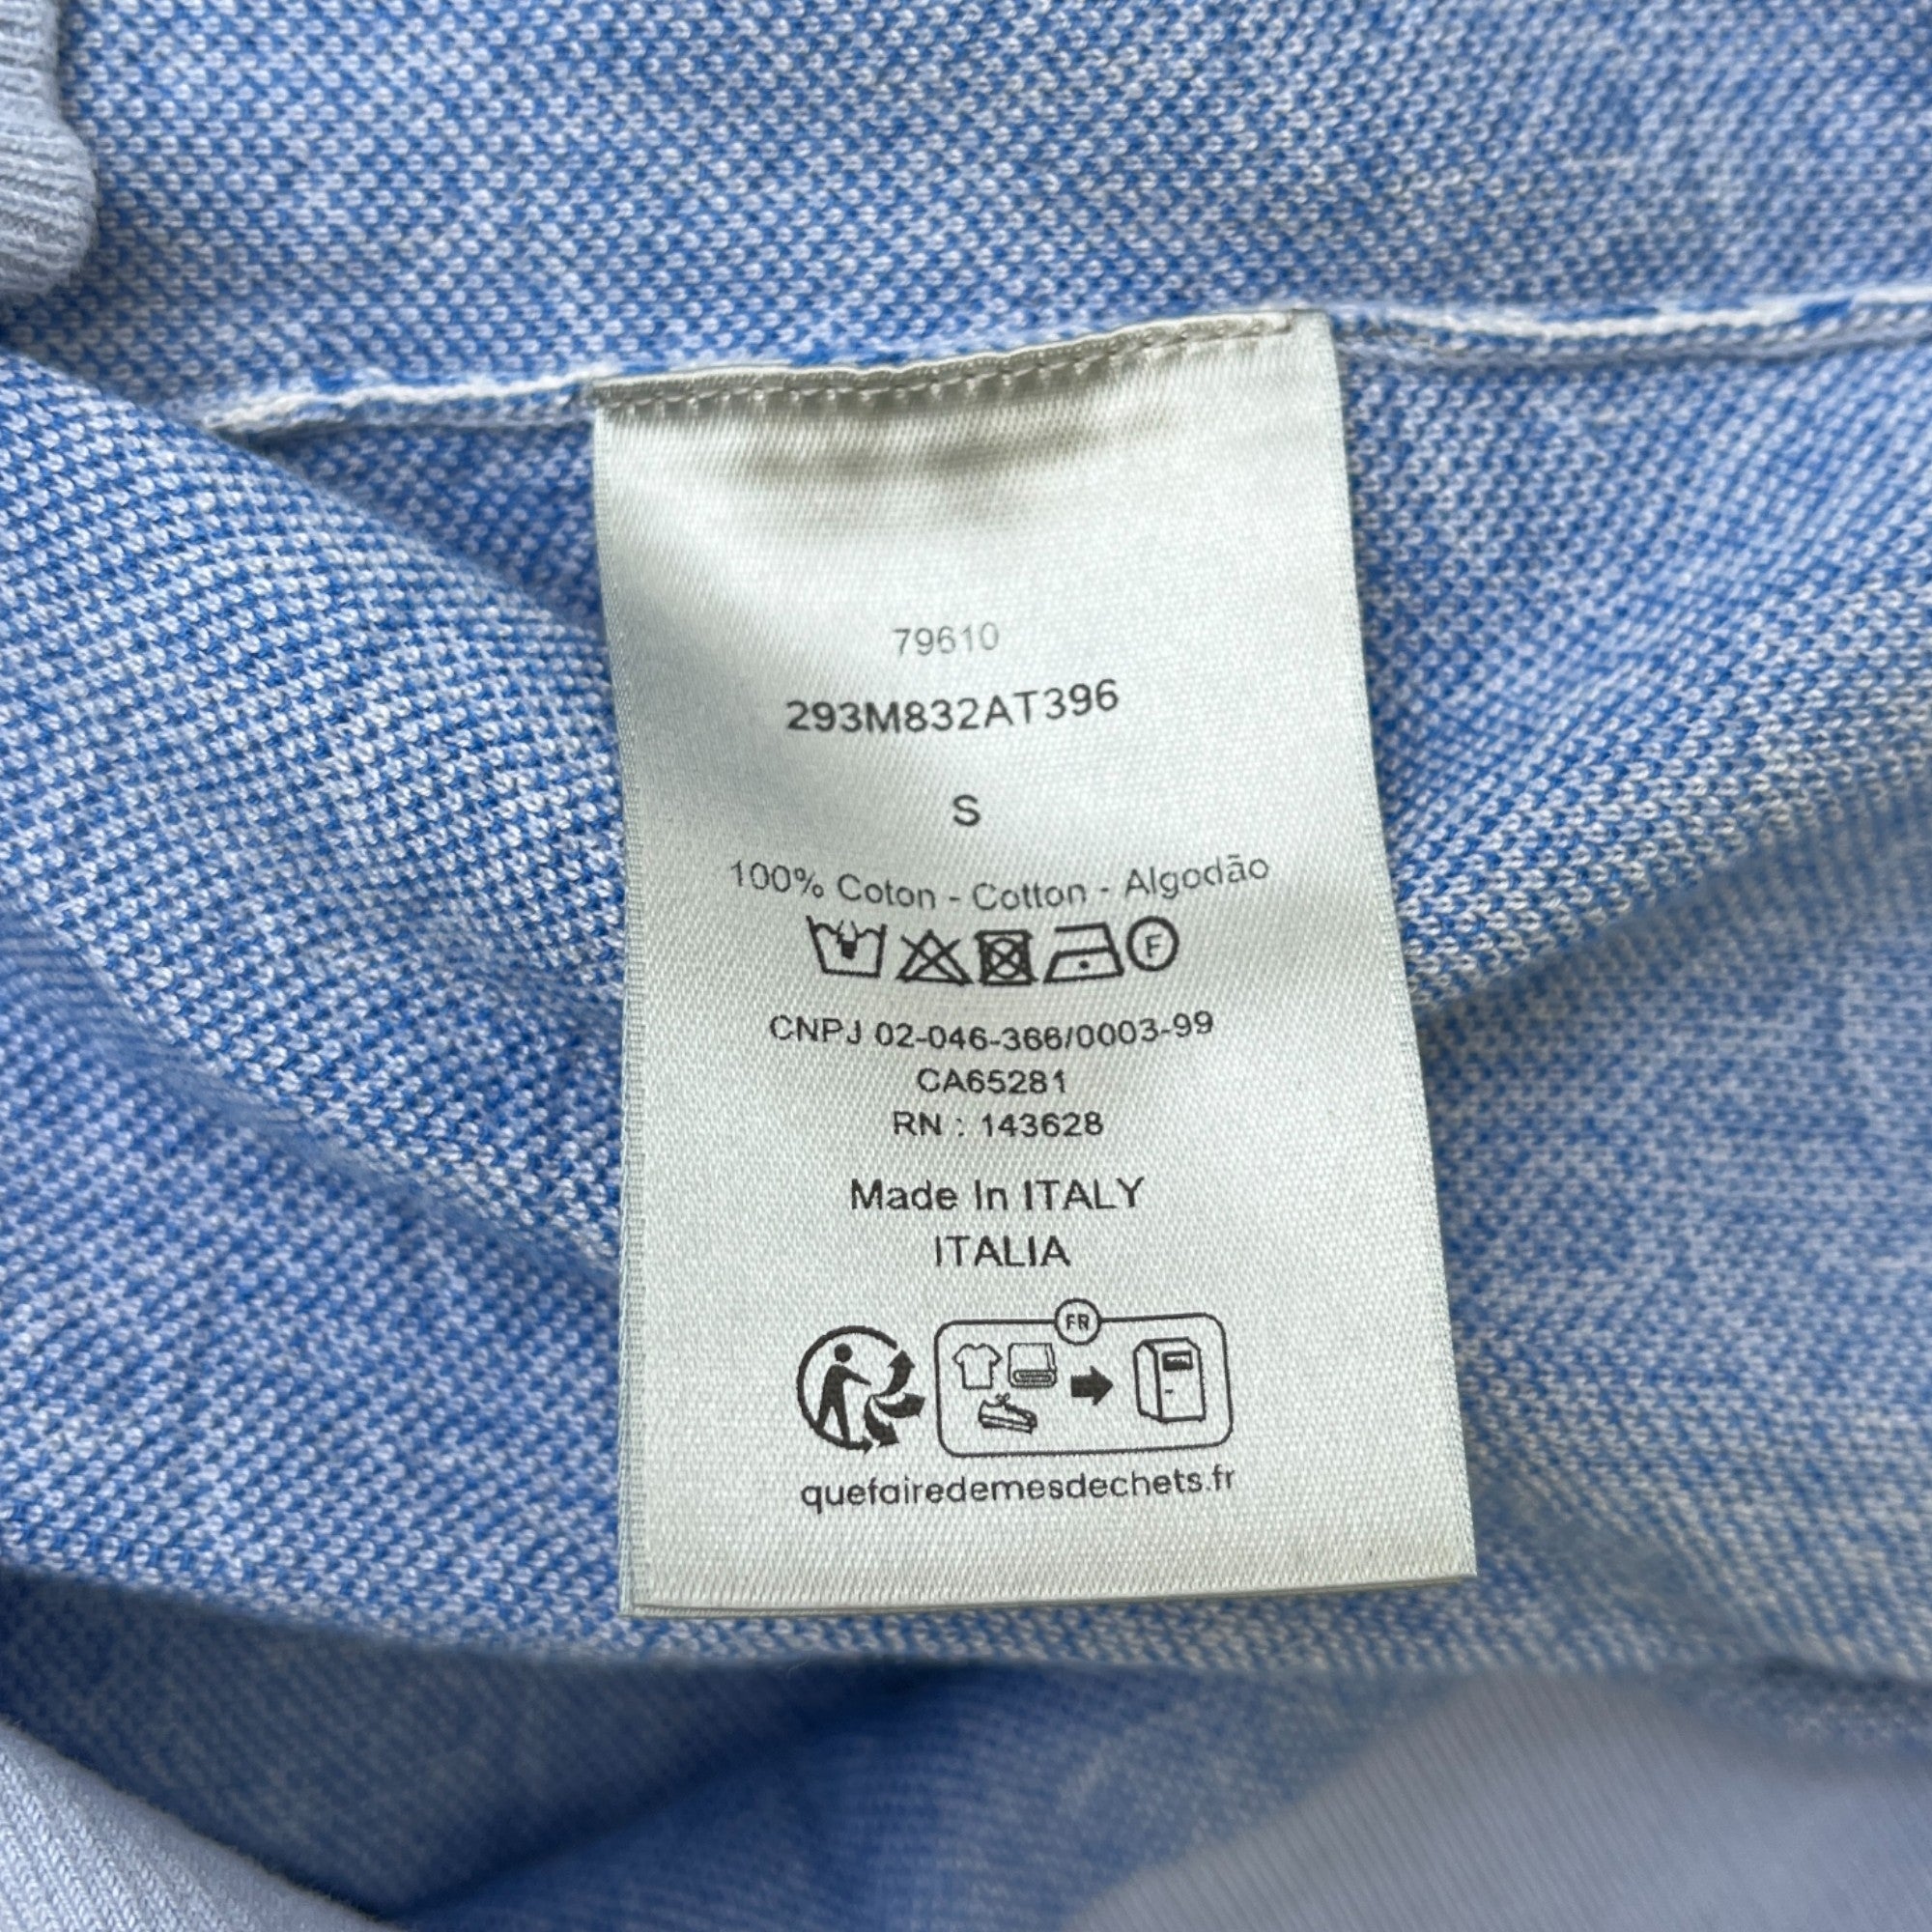 79610
293M832AT396
S
100% Coton - Cotton - Algodão
F
CNPJ 02-046-366/0003-99
CA65281
RN : 143628
Made In ITALY
ITALIA
FR
quefairedemesdechets.fr